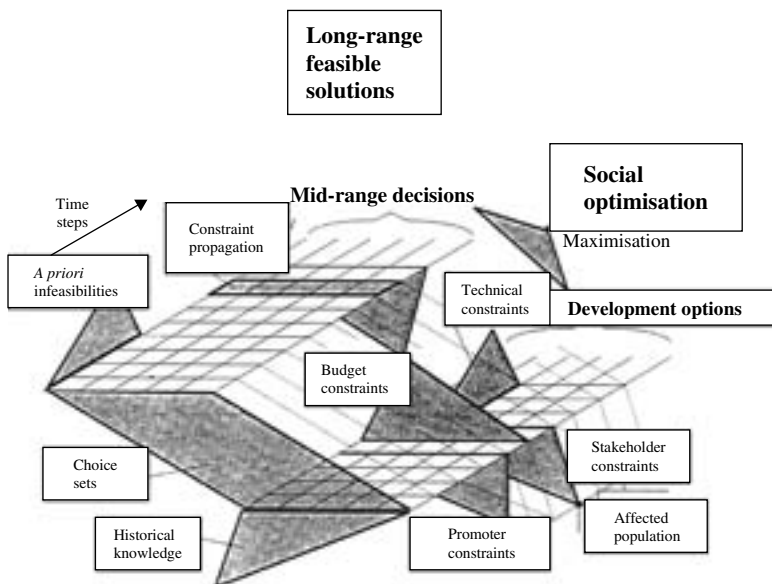 Long-range
feasible
solutions
Social
optimisation
Mid-range decisions
Time
steps
Constraint
propagation
Maximisation
A priori
infeasibilities
Technical
constraints
Development options
Budget
constraints
Choice
sets
Stakeholder
constraints
Historical
knowledge
Promoter
constraints
Affected
population